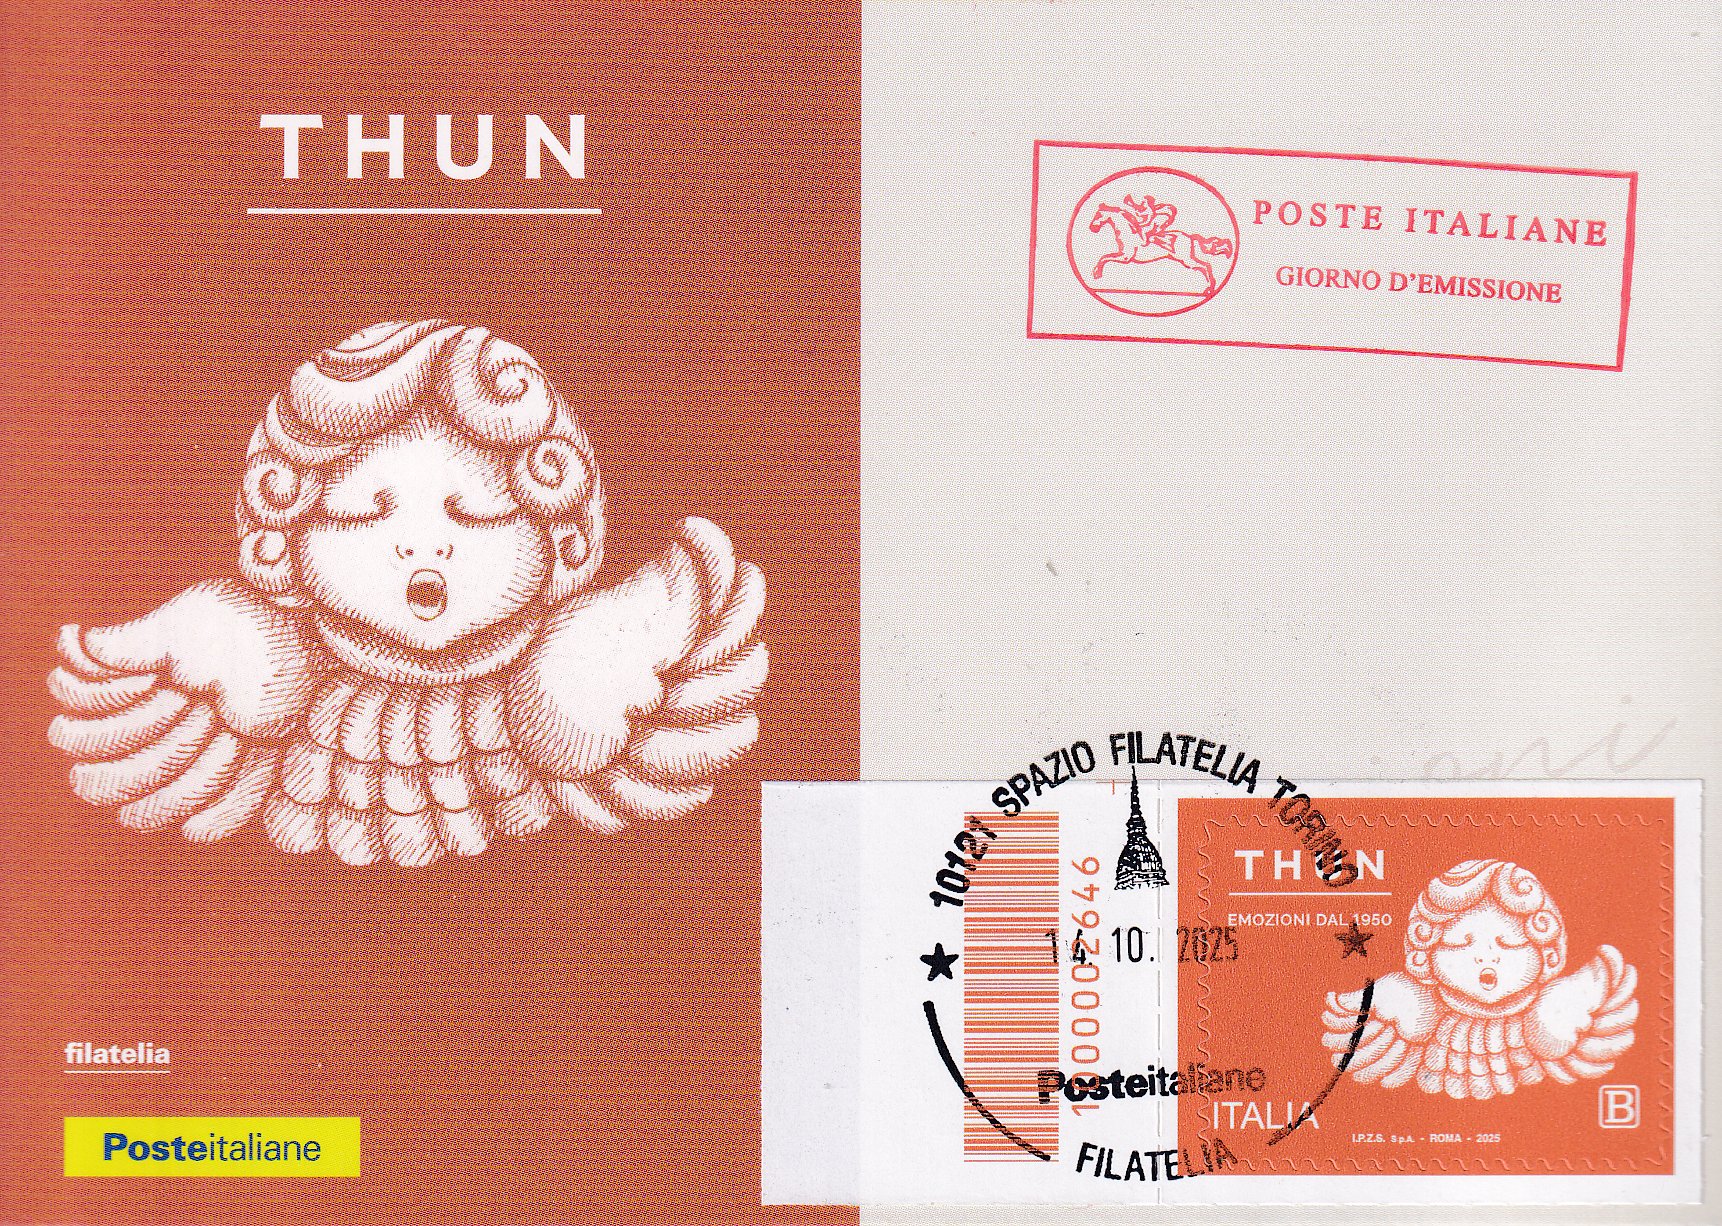 THUN
POSTE ITALIANE
GIORNO D'EMISSIONE
filatelia
Posteitaliane
10121 SPAZIO FILATELIA TORINO
14. 10. 2025
Posteitaliane
FILATELIA
THUN
EMOZIONI DAL 1950
ITALIA
B
I.P.Z.S. S.p.A. - ROMA - 2025